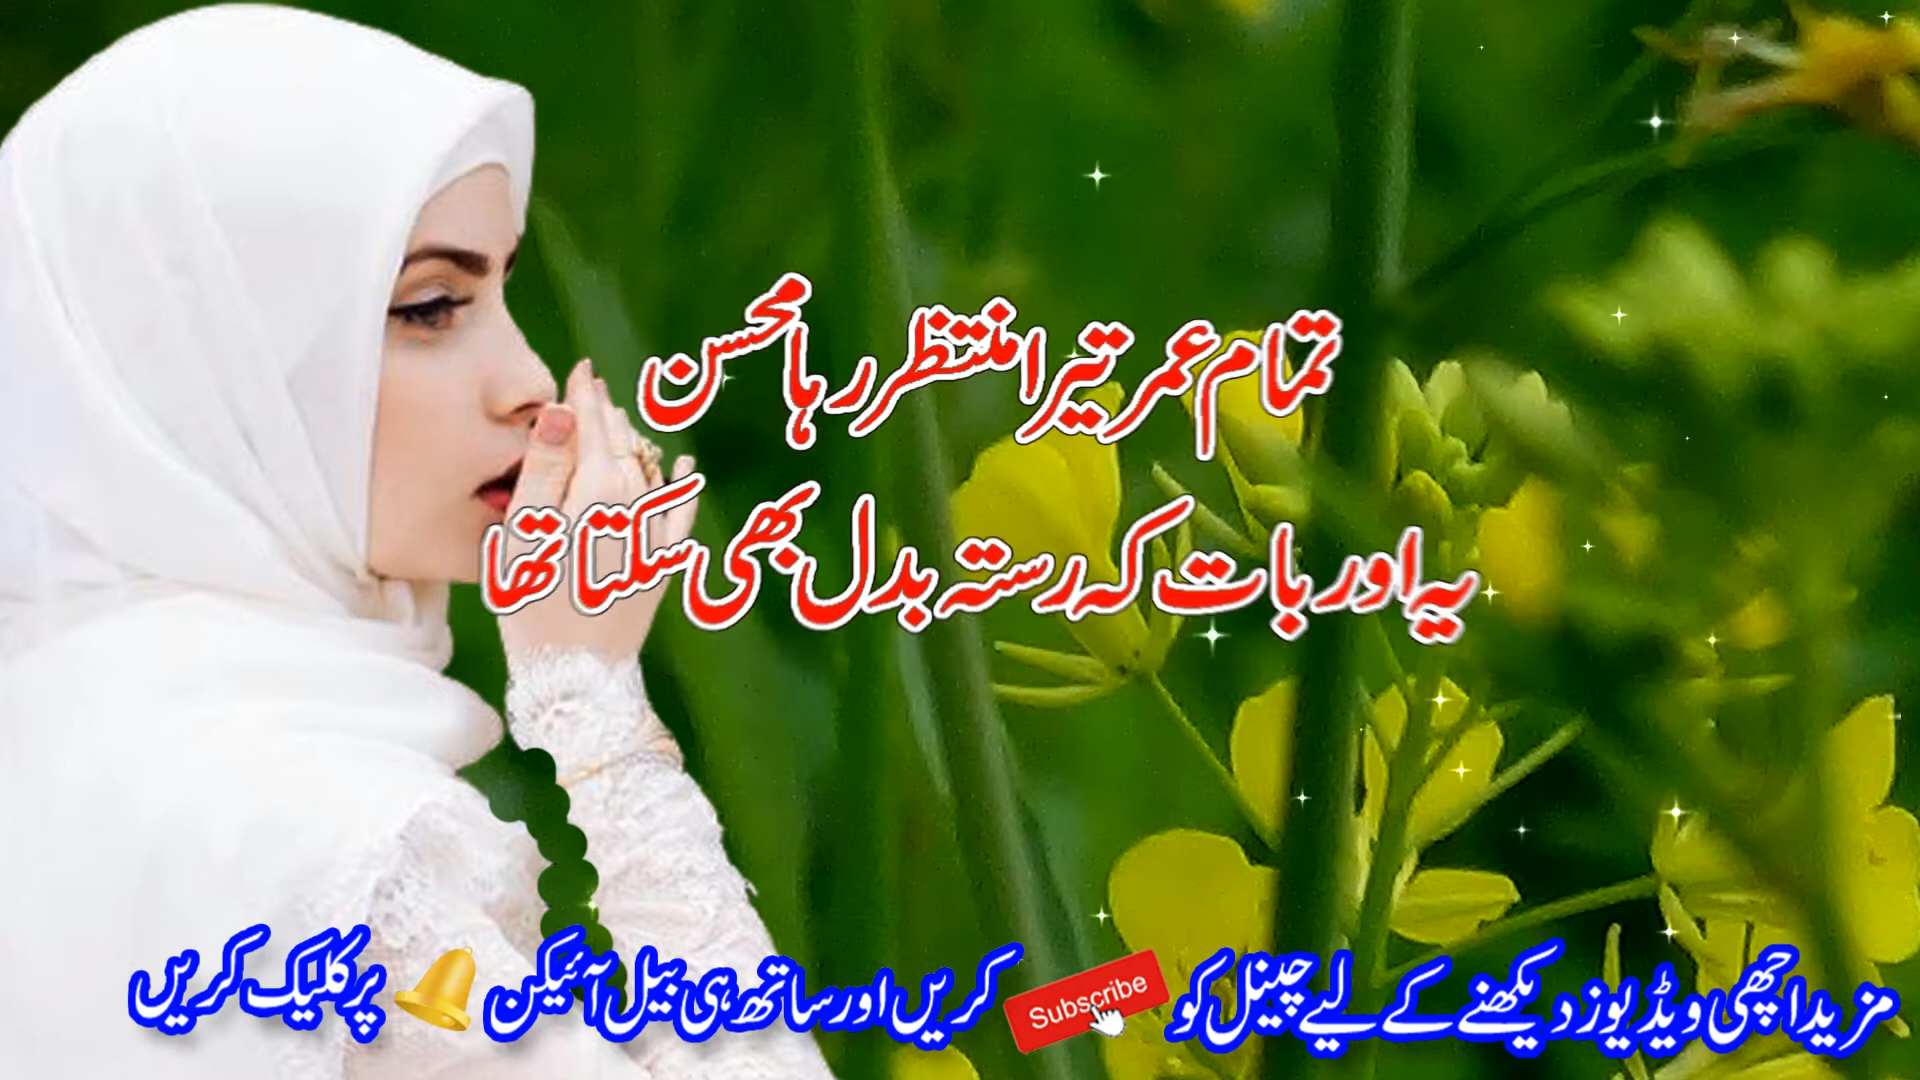 تمام عمر تیرا منتظر رہا محسن
یہ اور بات کہ رستہ بدل بھی سکتا تھا
مزید اچھی ویڈیوز دیکھنے کے لیے چینل کو Subscribe کریں اور ساتھ ہی بیل آئیکن پر کلیک کریں